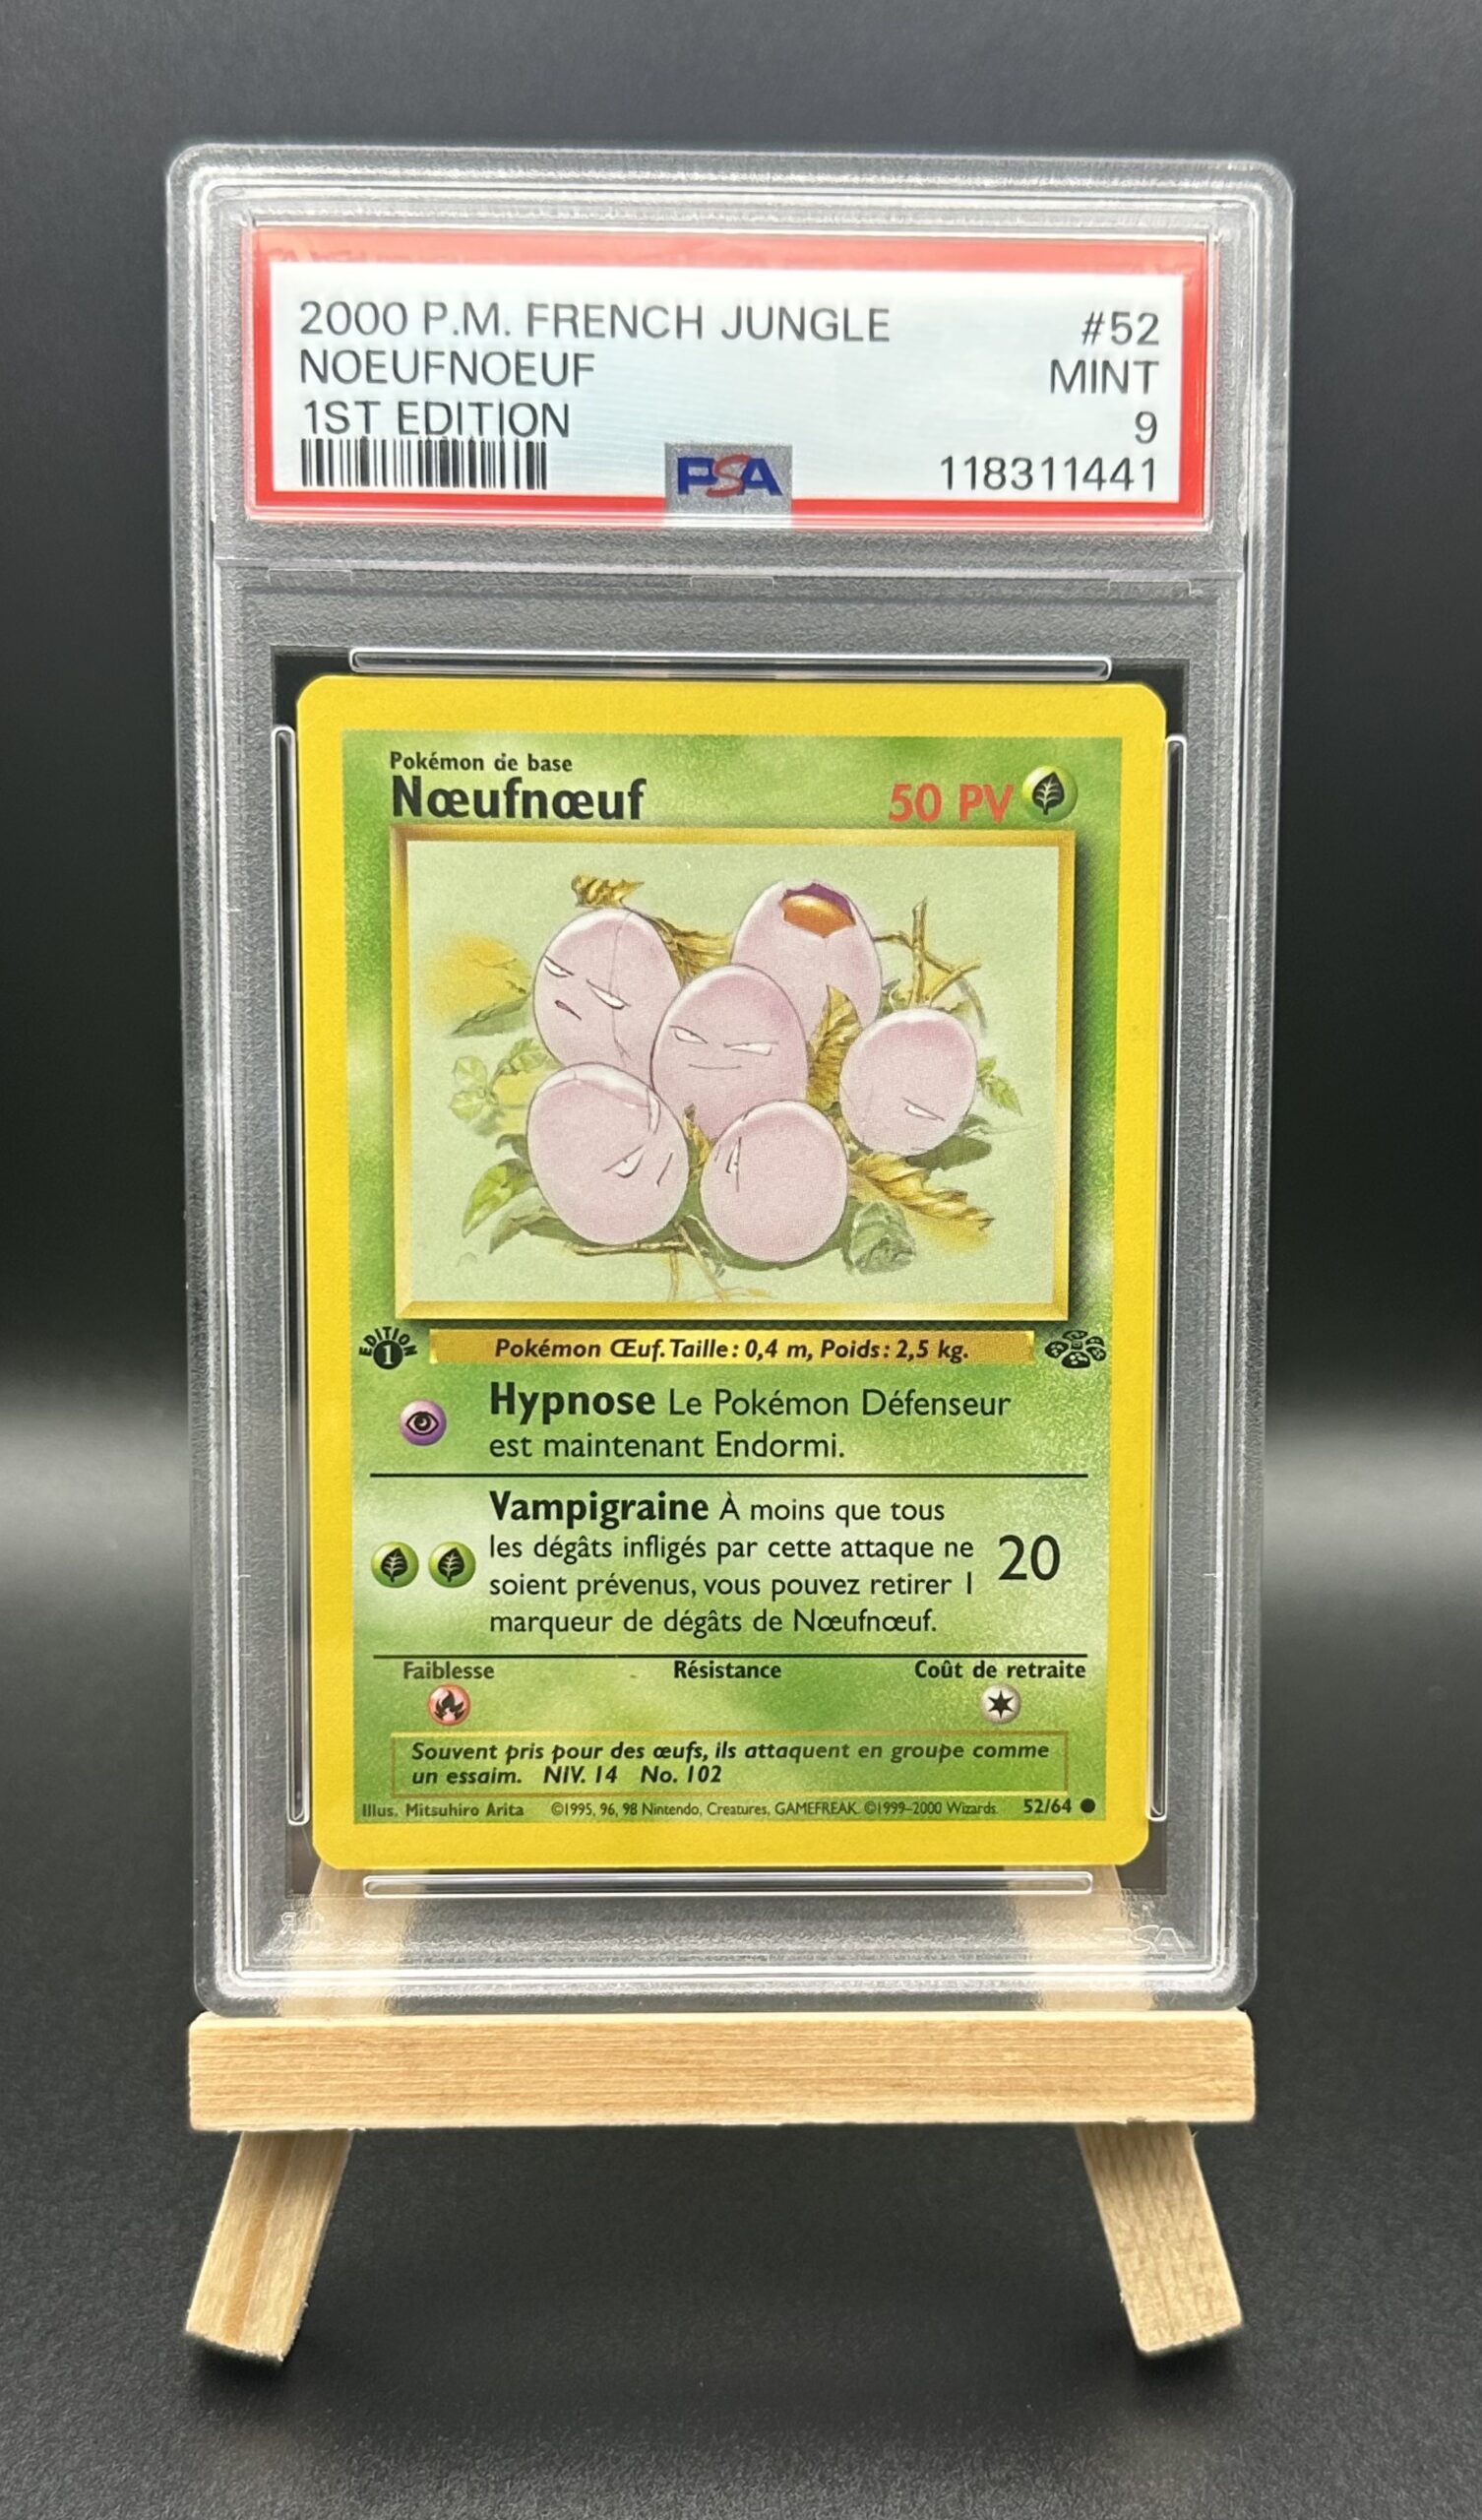 2000 P.M. FRENCH JUNGLE #52
NOEUFNOEUF MINT
1ST EDITION 9
PSA 118311441
Pokémon de base
Nœufnœuf 50 PV
EDITION 1
Pokémon Œuf. Taille : 0,4 m, Poids : 2,5 kg.
Hypnose Le Pokémon Défenseur
est maintenant Endormi.
Vampigraine À moins que tous
les dégâts infligés par cette attaque ne
soient prévenus, vous pouvez retirer 1
marqueur de dégâts de Nœufnœuf.
20
Faiblesse Résistance Coût de retraite
Souvent pris pour des œufs, ils attaquent en groupe comme
un essaim. NIV. 14 No. 102
Illus. Mitsuhiro Arita ©1995, 96, 98 Nintendo, Creatures, GAMEFREAK. ©1999-2000 Wizards. 52/64
PSA